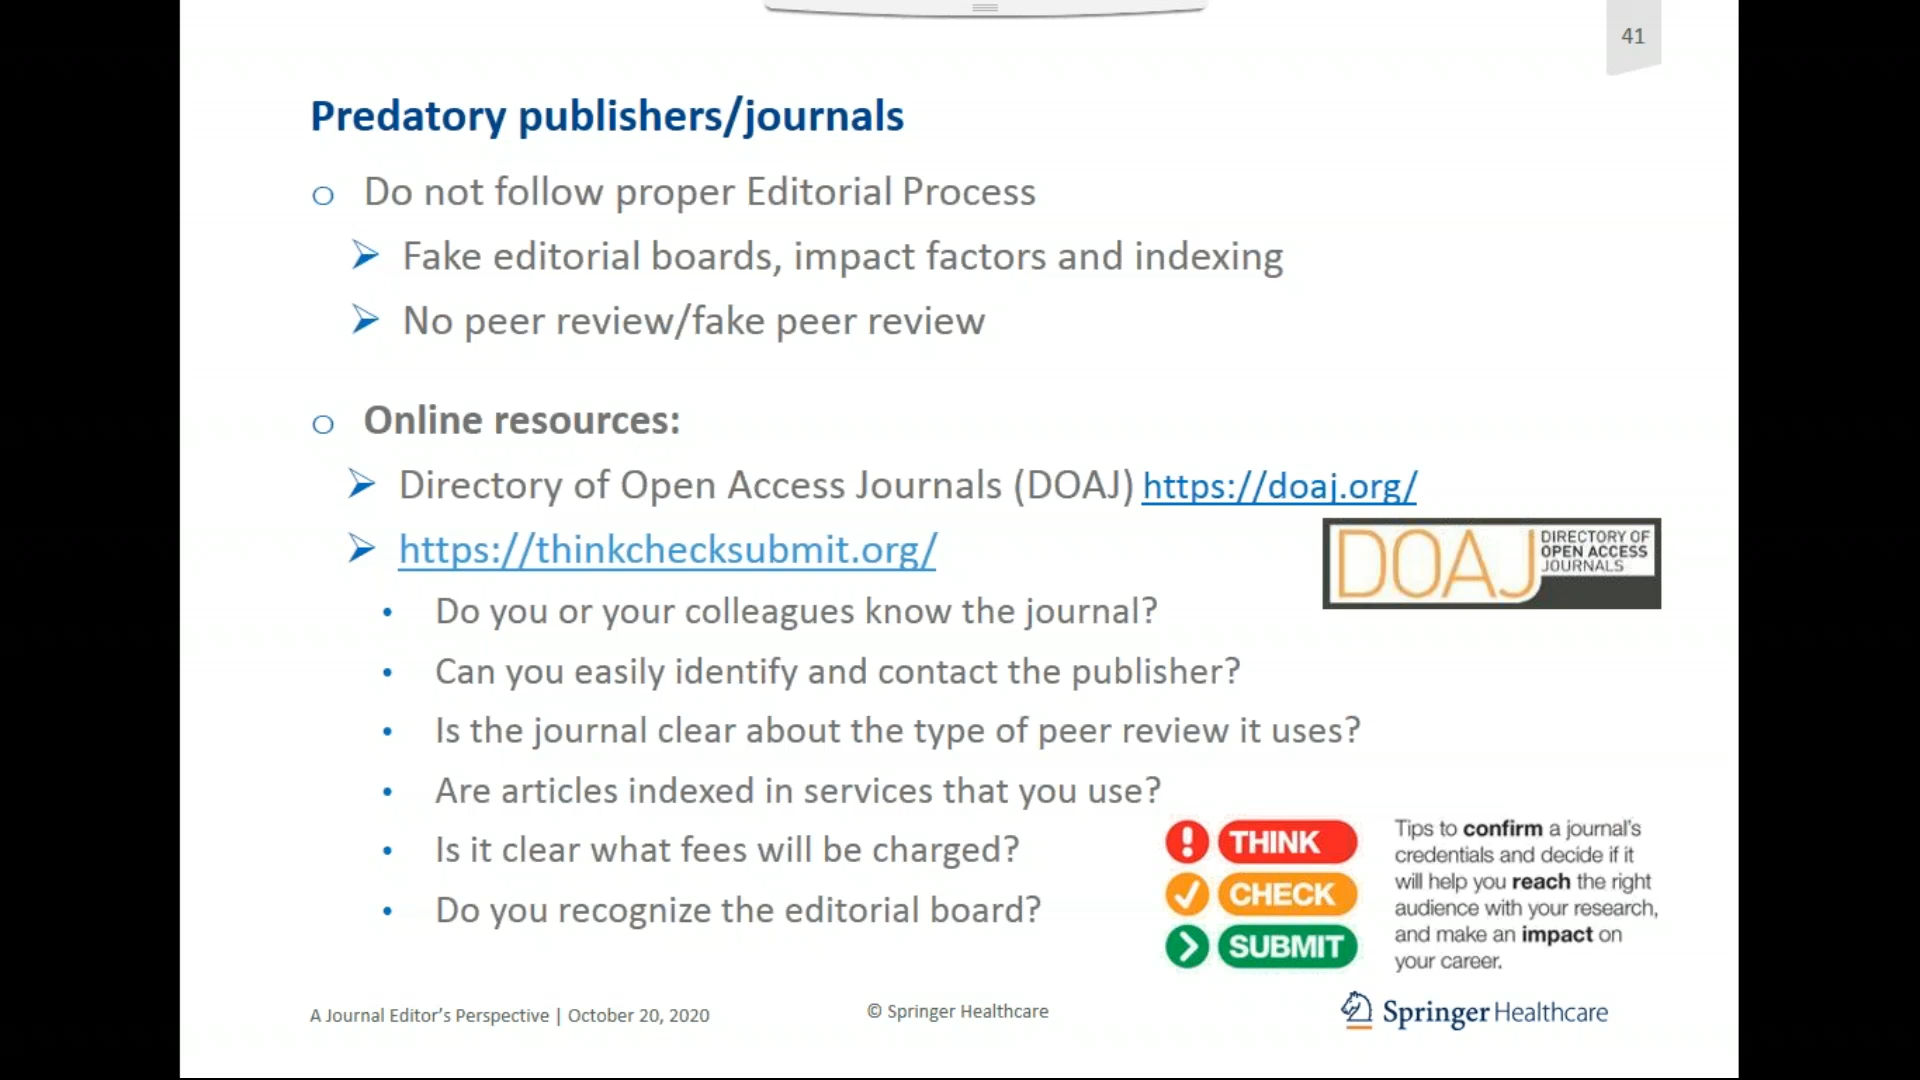 41
Predatory publishers/journals
o Do not follow proper Editorial Process
➢ Fake editorial boards, impact factors and indexing
➢ No peer review/fake peer review
o Online resources:
➢ Directory of Open Access Journals (DOAJ) https://doaj.org/
➢ https://thinkchecksubmit.org/
• Do you or your colleagues know the journal?
• Can you easily identify and contact the publisher?
• Is the journal clear about the type of peer review it uses?
• Are articles indexed in services that you use?
• Is it clear what fees will be charged?
• Do you recognize the editorial board?
DOAJ
DIRECTORY OF
OPEN ACCESS
JOURNALS
! THINK
CHECK
SUBMIT
Tips to confirm a journal's
credentials and decide if it
will help you reach the right
audience with your research,
and make an impact on
your career.
A Journal Editor's Perspective | October 20, 2020
© Springer Healthcare
Springer Healthcare